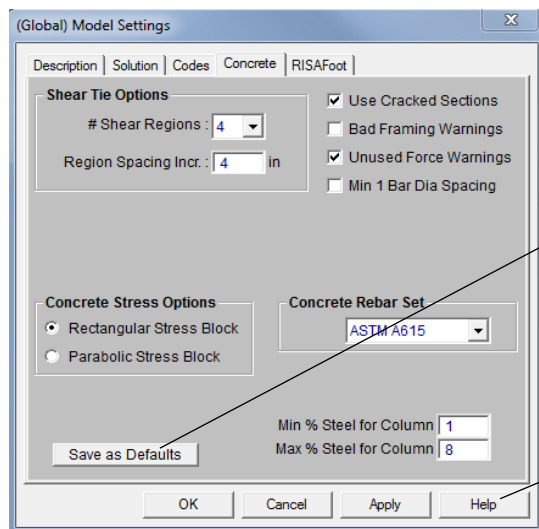 (Global) Model Settings
X
Description Solution Codes Concrete RISAFoot
Shear Tie Options
# Shear Regions : 4
Region Spacing Incr. : 4 in
Use Cracked Sections
Bad Framing Warnings
Unused Force Warnings
Min 1 Bar Dia Spacing
Concrete Stress Options
Rectangular Stress Block
Parabolic Stress Block
Concrete Rebar Set
ASTM A615
Min % Steel for Column 1
Max % Steel for Column 8
Save as Defaults
OK Cancel Apply Help